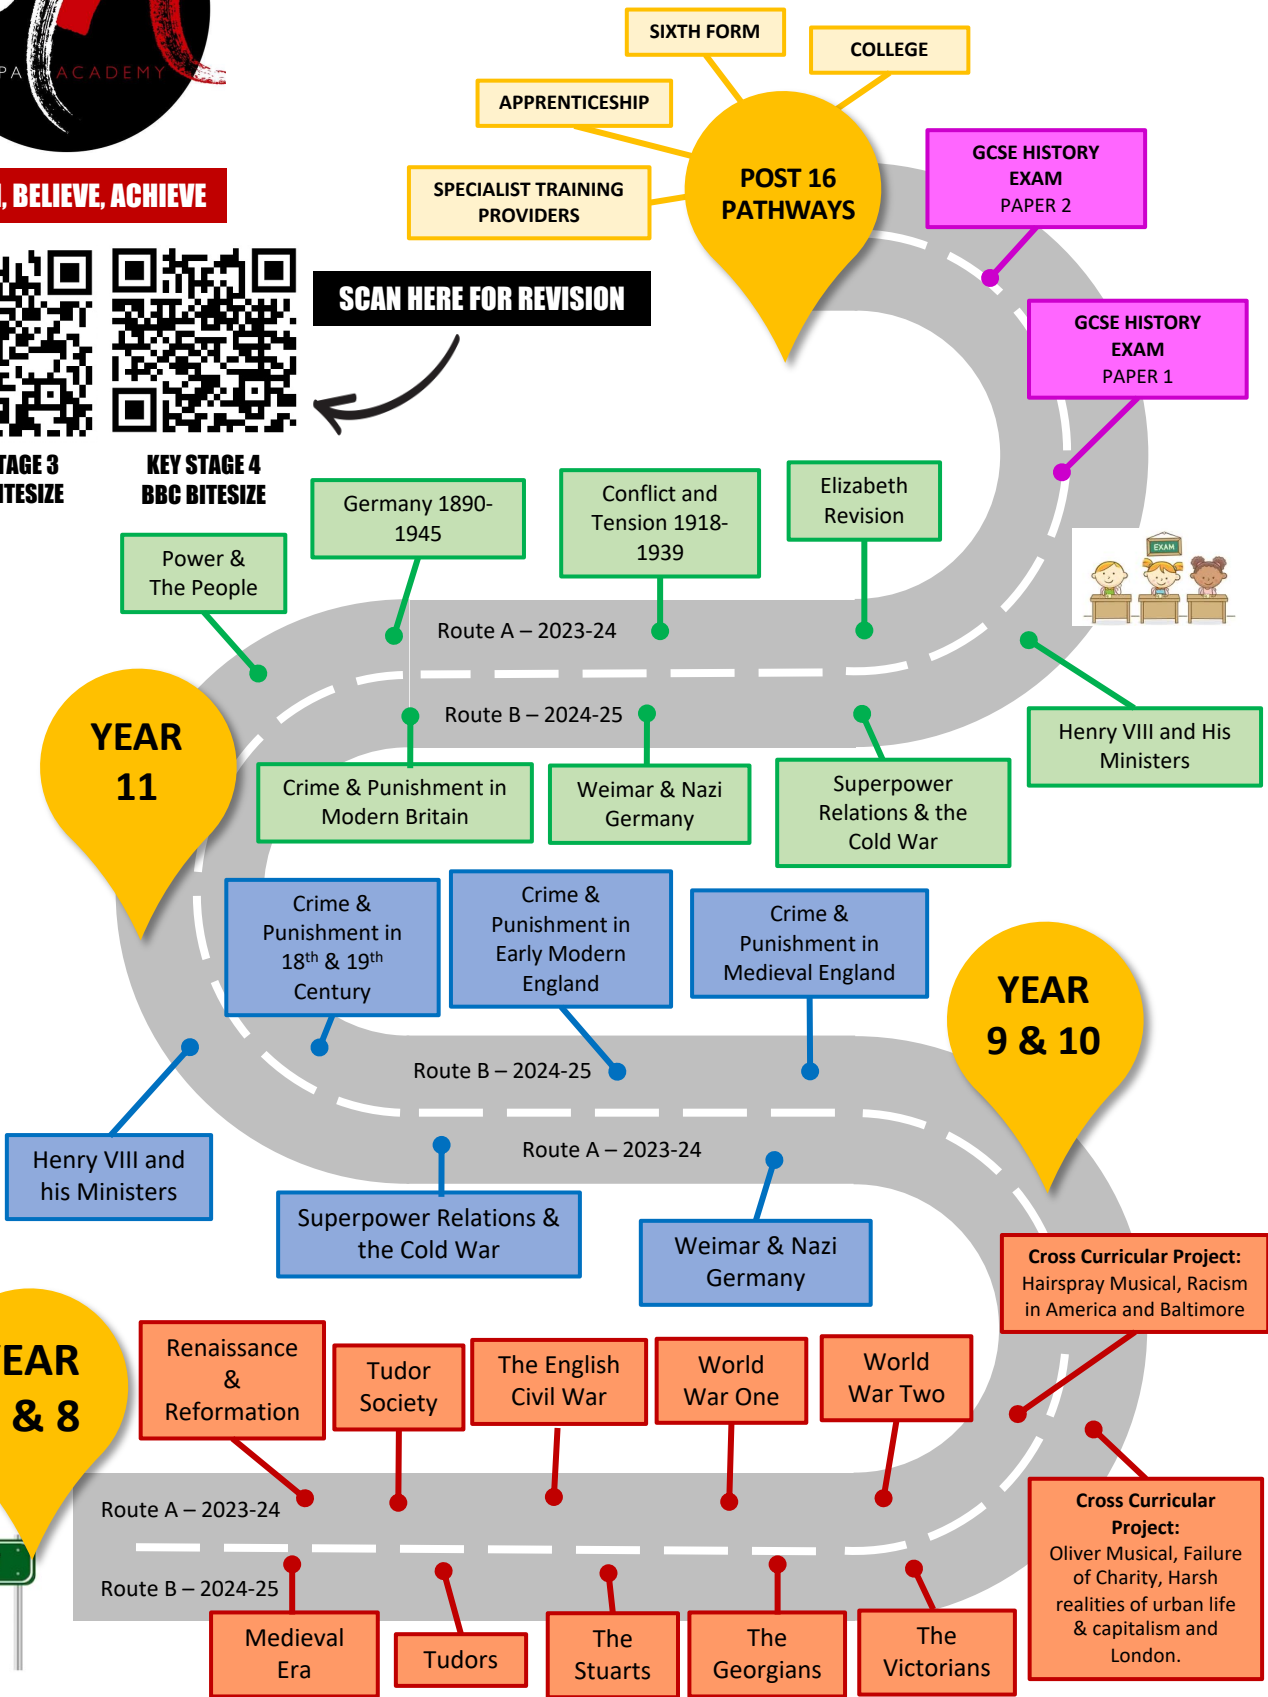 PA ACADEMY
, BELIEVE, ACHIEVE
SCAN HERE FOR REVISION
TAGE 3
ITESIZE
KEY STAGE 4
BBC BITESIZE
SIXTH FORM
COLLEGE
APPRENTICESHIP
SPECIALIST TRAINING
PROVIDERS
POST 16
PATHWAYS
GCSE HISTORY
EXAM
PAPER 2
GCSE HISTORY
EXAM
PAPER 1
EXAM
Power &
The People
Germany 1890-
1945
Conflict and
Tension 1918-
1939
Elizabeth
Revision
Route A – 2023-24
Route B – 2024-25
YEAR
11
Crime & Punishment in
Modern Britain
Weimar & Nazi
Germany
Superpower
Relations & the
Cold War
Henry VIII and His
Ministers
Crime &
Punishment in
18th & 19th
Century
Crime &
Punishment in
Early Modern
England
Crime &
Punishment in
Medieval England
YEAR
9 & 10
Route B – 2024-25
Route A – 2023-24
Henry VIII and
his Ministers
Superpower Relations &
the Cold War
Weimar & Nazi
Germany
Cross Curricular Project:
Hairspray Musical, Racism
in America and Baltimore
EAR
& 8
Renaissance
&
Reformation
Tudor
Society
The English
Civil War
World
War One
World
War Two
Route A – 2023-24
Route B – 2024-25
Medieval
Era
Tudors
The
Stuarts
The
Georgians
The
Victorians
Cross Curricular
Project:
Oliver Musical, Failure
of Charity, Harsh
realities of urban life
& capitalism and
London.